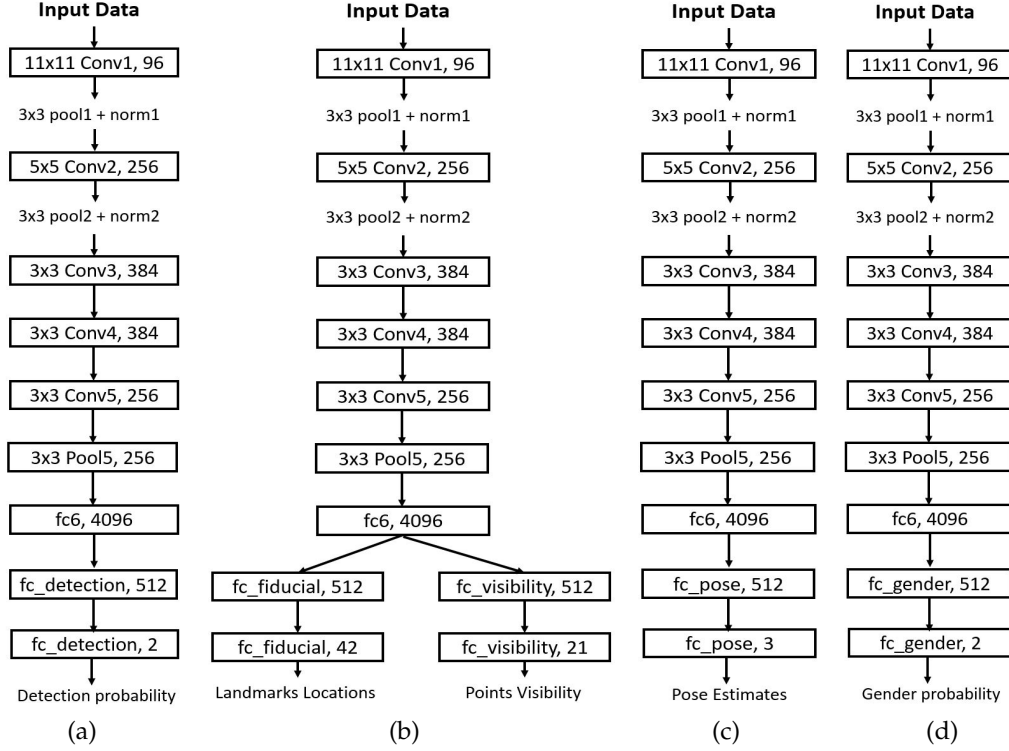 Input Data
11x11 Conv1, 96
3x3 pool1 + norm1
5x5 Conv2, 256
3x3 pool2 + norm2
3x3 Conv3, 384
3x3 Conv4, 384
3x3 Conv5, 256
3x3 Pool5, 256
fc6, 4096
fc_detection, 512
fc_detection, 2
Detection probability
(a)
Input Data
11x11 Conv1, 96
3x3 pool1 + norm1
5x5 Conv2, 256
3x3 pool2 + norm2
3x3 Conv3, 384
3x3 Conv4, 384
3x3 Conv5, 256
3x3 Pool5, 256
fc6, 4096
fc_fiducial, 512
fc_fiducial, 42
Landmarks Locations
fc_visibility, 512
fc_visibility, 21
Points Visibility
(b)
Input Data
11x11 Conv1, 96
3x3 pool1 + norm1
5x5 Conv2, 256
3x3 pool2 + norm2
3x3 Conv3, 384
3x3 Conv4, 384
3x3 Conv5, 256
3x3 Pool5, 256
fc6, 4096
fc_pose, 512
fc_pose, 3
Pose Estimates
(c)
Input Data
11x11 Conv1, 96
3x3 pool1 + norm1
5x5 Conv2, 256
3x3 pool2 + norm2
3x3 Conv3, 384
3x3 Conv4, 384
3x3 Conv5, 256
3x3 Pool5, 256
fc6, 4096
fc_gender, 512
fc_gender, 2
Gender probability
(d)